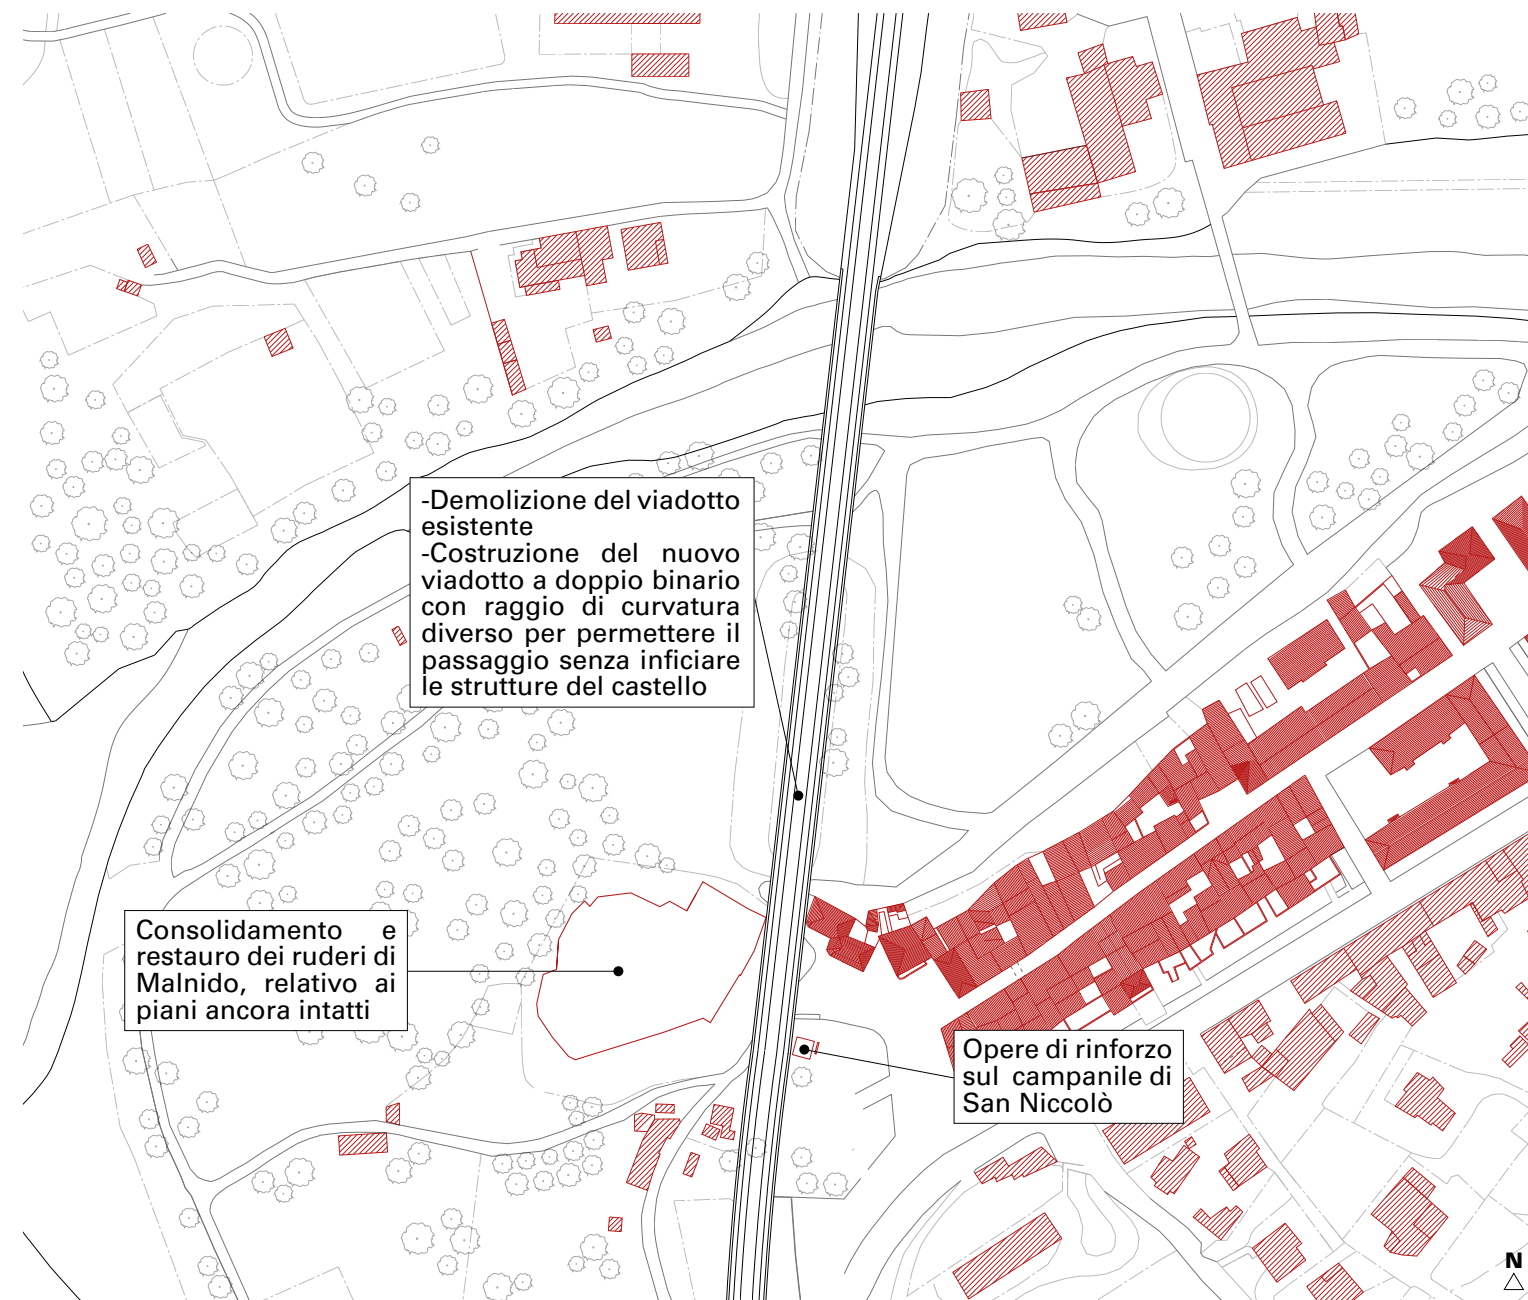 -Demolizione del viadotto
esistente
-Costruzione del nuovo
viadotto a doppio binario
con raggio di curvatura
diverso per permettere il
passaggio senza inficiare
le strutture del castello
Consolidamento e
restauro dei ruderi di
Malnido, relativo ai
piani ancora intatti
Opere di rinforzo
sul campanile di
San Niccolò
N